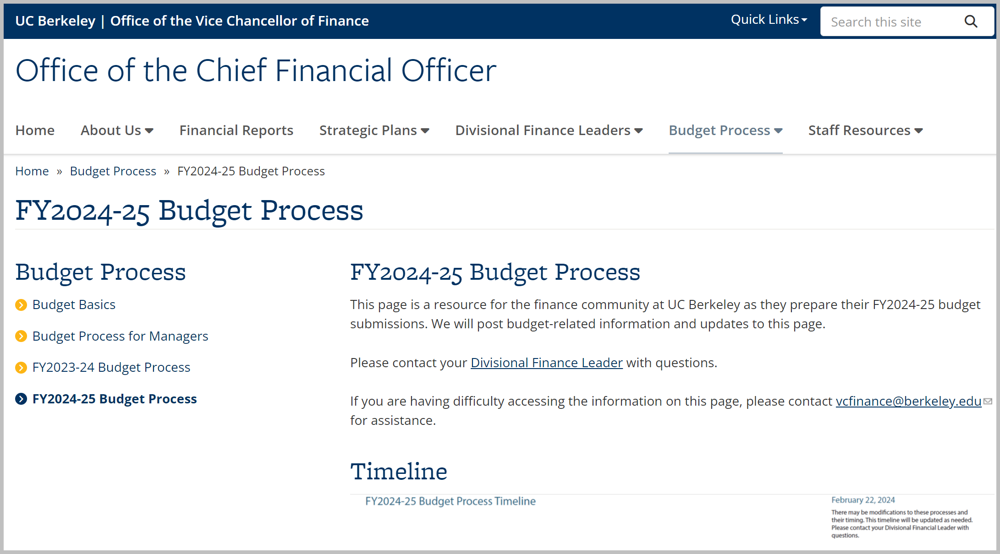 UC Berkeley | Office of the Vice Chancellor of Finance
Quick Links
Search this site
Office of the Chief Financial Officer
Home About Us Financial Reports Strategic Plans Divisional Finance Leaders Budget Process Staff Resources
Home » Budget Process » FY2024-25 Budget Process
FY2024-25 Budget Process
Budget Process
Budget Basics
Budget Process for Managers
FY2023-24 Budget Process
FY2024-25 Budget Process
FY2024-25 Budget Process
This page is a resource for the finance community at UC Berkeley as they prepare their FY2024-25 budget
submissions. We will post budget-related information and updates to this page.
Please contact your Divisional Finance Leader with questions.
If you are having difficulty accessing the information on this page, please contact vcfinance@berkeley.edu
for assistance.
Timeline
FY2024-25 Budget Process Timeline
February 22, 2024
There may be modifications to these processes and
their timing. This timeline will be updated as needed.
Please contact your Divisional Financial Leader with
questions.